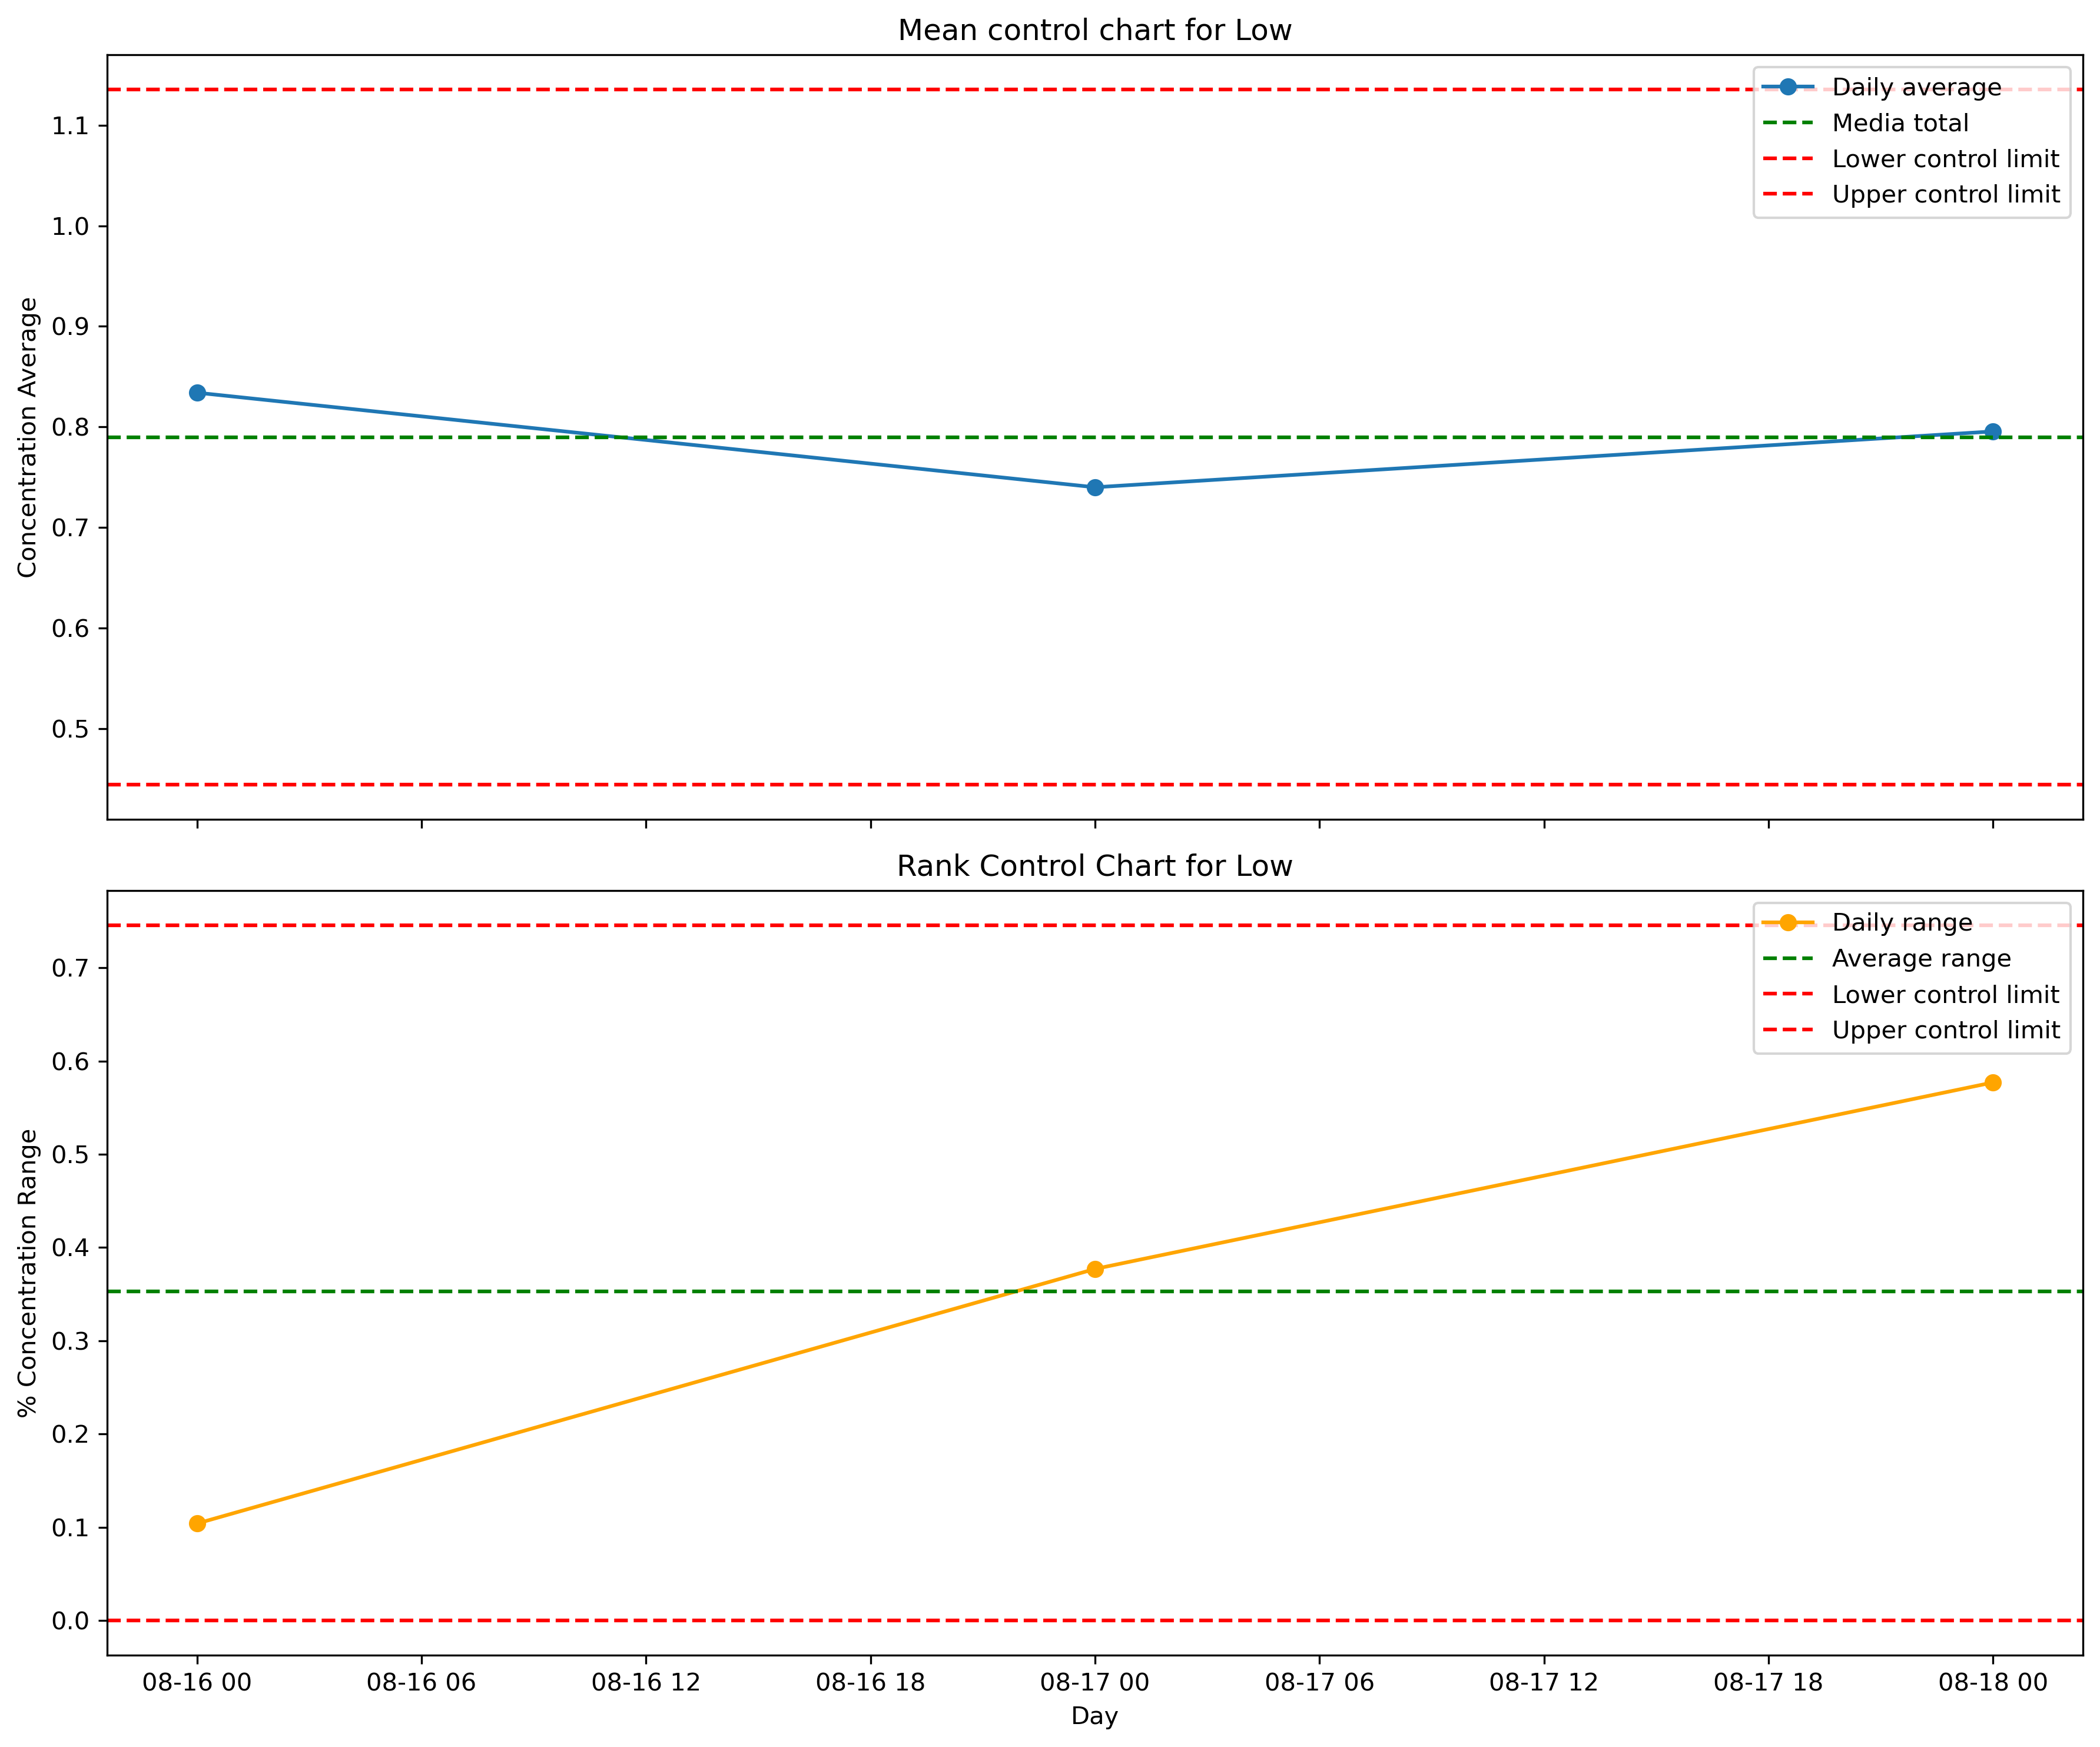 Mean control chart for Low
Concentration Average
1.1
1.0
0.9
0.8
0.7
0.6
0.5
Daily average
Media total
Lower control limit
Upper control limit
Rank Control Chart for Low
% Concentration Range
0.7
0.6
0.5
0.4
0.3
0.2
0.1
0.0
Daily range
Average range
Lower control limit
Upper control limit
08-16 00 08-16 06 08-16 12 08-16 18 08-17 00 08-17 06 08-17 12 08-17 18 08-18 00
Day